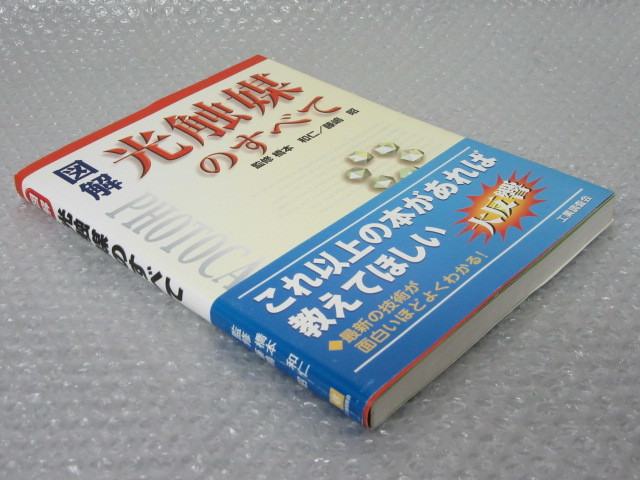 図解
光触媒
のすべて
監修 橋本 和仁／藤嶋 昭
PHOTOCA
これ以上の本があれば
教えてほしい
大反響
◆最新の技術が
面白いほどよくわかる！
工業調査会
図解
光触媒のすべて
監修 橋本 和仁